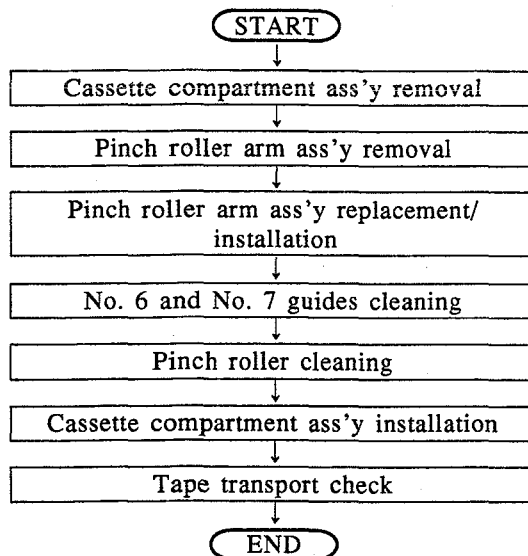 START
Cassette compartment ass'y removal
Pinch roller arm ass'y removal
Pinch roller arm ass'y replacement/
installation
No. 6 and No. 7 guides cleaning
Pinch roller cleaning
Cassette compartment ass'y installation
Tape transport check
END